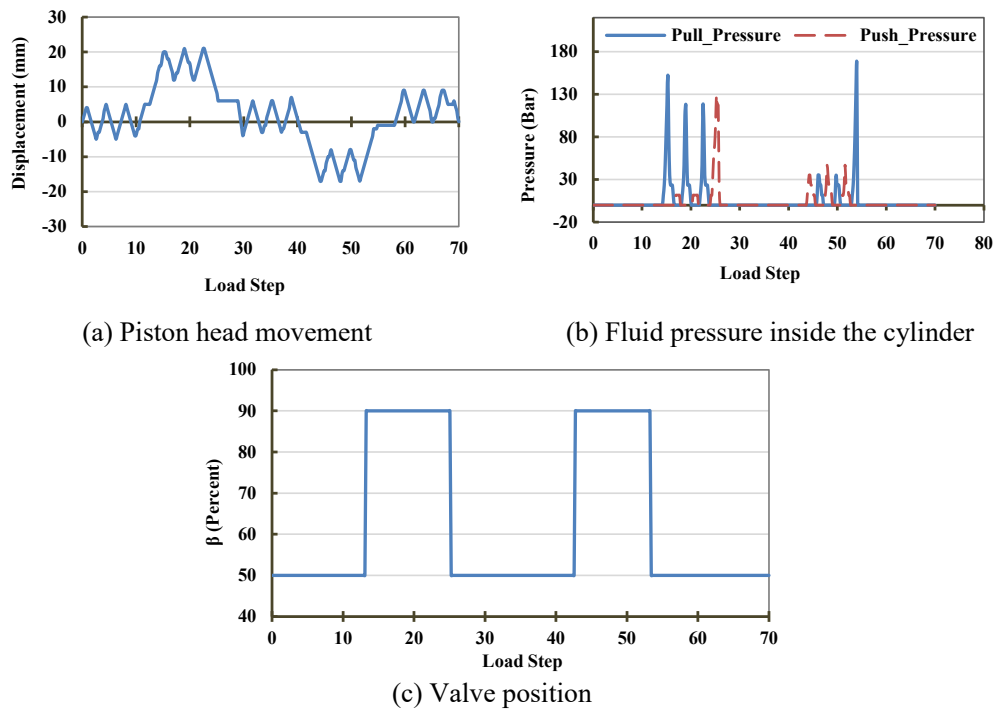 30
20
10
0
-10
-20
-30
Displacement (mm)
0 10 20 30 40 50 60 70
Load Step
(a) Piston head movement
Pull_Pressure Push_Pressure
180
130
80
30
-20
Pressure (Bar)
0 10 20 30 40 50 60 70 80
Load Step
(b) Fluid pressure inside the cylinder
100
90
80
70
60
50
40
β (Percent)
0 10 20 30 40 50 60 70
Load Step
(c) Valve position